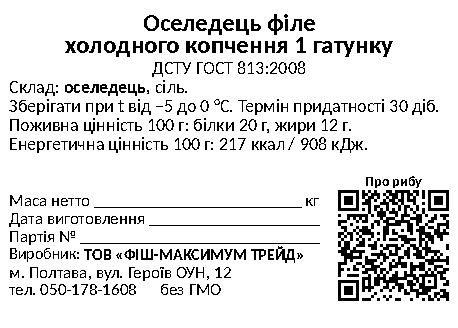 Оселедець філе
холодного копчення 1 гатунку
ДСТУ ГОСТ 813:2008
Склад: оселедець, сіль.
Зберігати при t від –5 до 0 °С. Термін придатності 30 діб.
Поживна цінність 100 г: білки 20 г, жири 12 г.
Енергетична цінність 100 г: 217 ккал / 908 кДж.
Про рибу
Маса нетто ______________________ кг
Дата виготовлення __________________
Партія № _________________________
Виробник: ТОВ «ФІШ-МАКСИМУМ ТРЕЙД»
м. Полтава, вул. Героїв ОУН, 12
тел. 050-178-1608 без ГМО